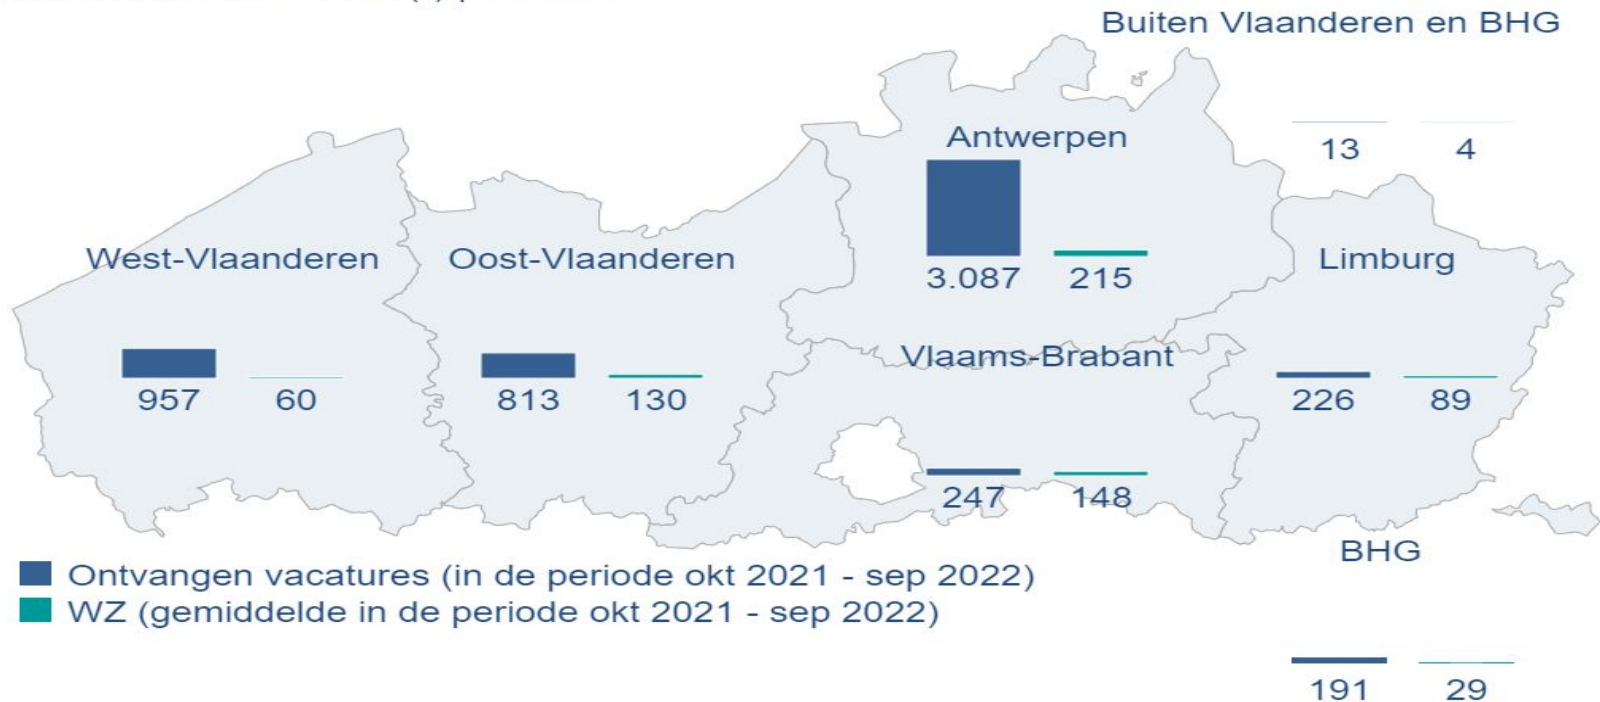 Buiten Vlaanderen en BHG
13 4
Antwerpen
3.087 215
West-Vlaanderen
957 60
Oost-Vlaanderen
813 130
Limburg
226 89
Vlaams-Brabant
247 148
BHG
191 29
Ontvangen vacatures (in de periode okt 2021 - sep 2022)
WZ (gemiddelde in de periode okt 2021 - sep 2022)